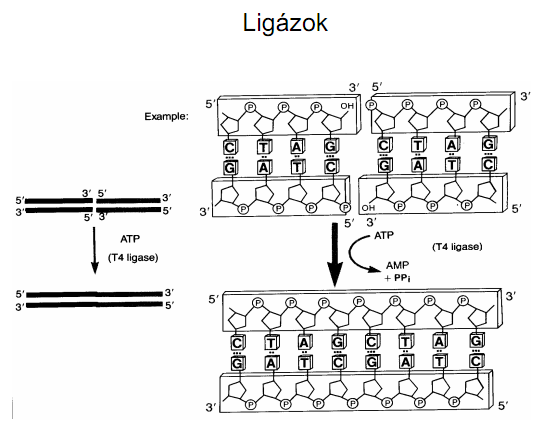 Ligázok
Example:
5' 3' 5' 3'
P P P OH P P P P
C T A G C T A G
G A T C G A T C
3' P P P P 5' OH 3' P P P 5'
5' 3' 5' 3'
3' 5' 3' 5'
ATP
(T4 ligase)
ATP
(T4 ligase)
AMP
+ PPi
5' 3'
3' 5'
5' 3'
P P P P P P P
C T A G C T A G
G A T C G A T C
3' P P P P P P P 5'